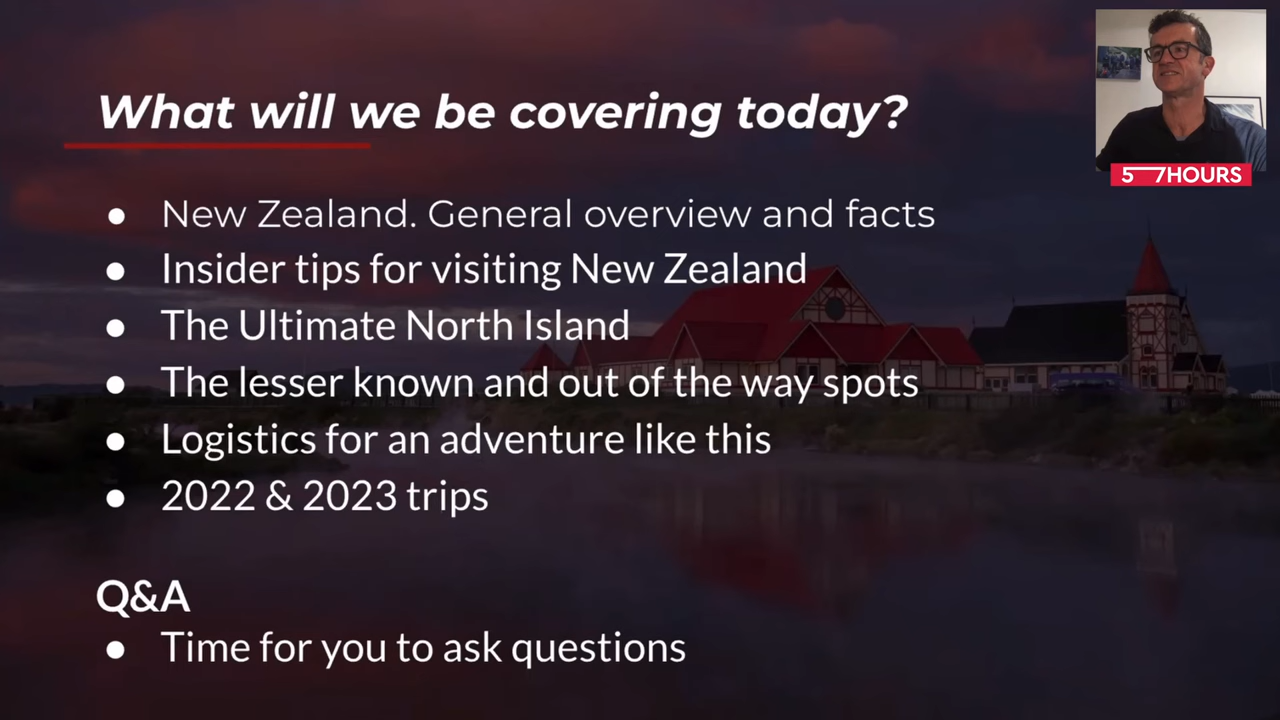 What will we be covering today?
5 7HOURS
● New Zealand. General overview and facts
● Insider tips for visiting New Zealand
● The Ultimate North Island
● The lesser known and out of the way spots
● Logistics for an adventure like this
● 2022 & 2023 trips
Q&A
● Time for you to ask questions